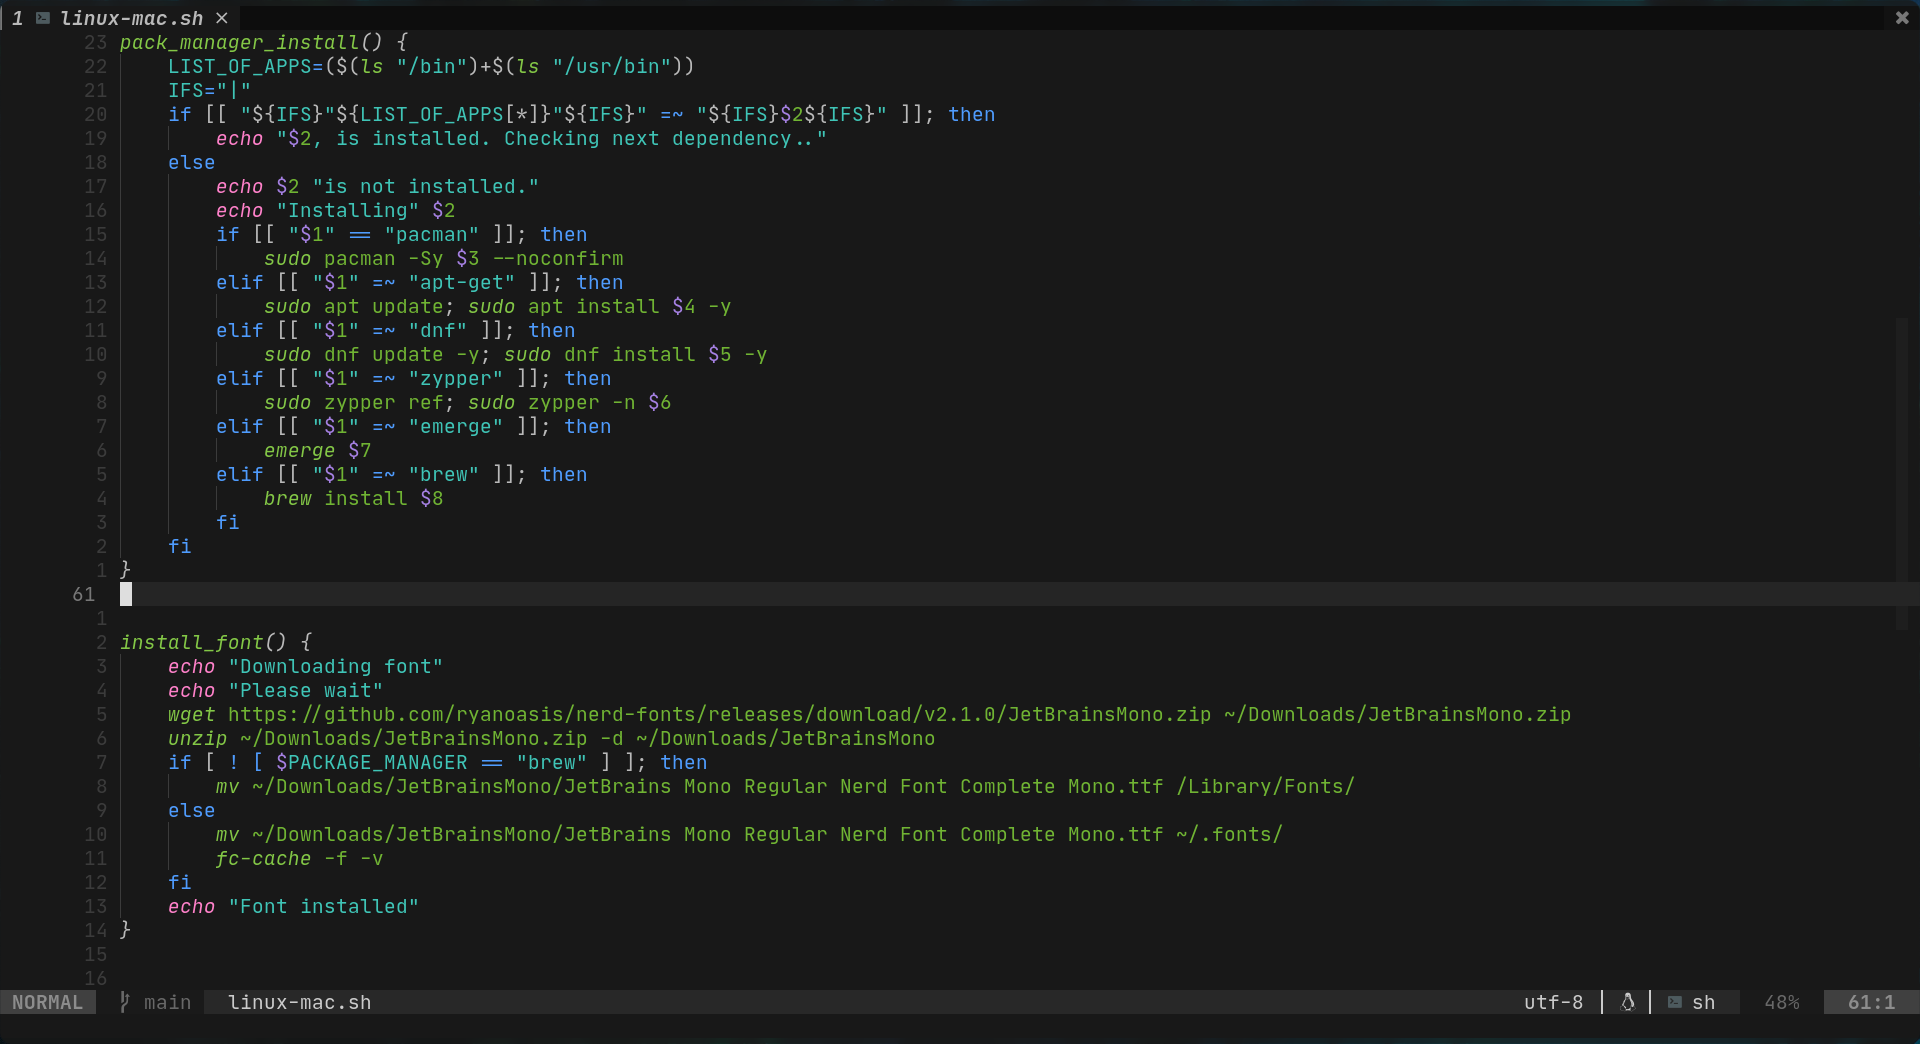 1 linux-mac.sh ×
23 pack_manager_install() {
22     LIST_OF_APPS=($(ls "/bin")+$(ls "/usr/bin"))
21     IFS="|"
20     if [[ "${IFS}"${LIST_OF_APPS[*]}"${IFS}" =~ "${IFS}$2${IFS}" ]]; then
19         echo "$2, is installed. Checking next dependency.."
18     else
17         echo $2 "is not installed."
16         echo "Installing" $2
15         if [[ "$1" == "pacman" ]]; then
14             sudo pacman -Sy $3 --noconfirm
13         elif [[ "$1" =~ "apt-get" ]]; then
12             sudo apt update; sudo apt install $4 -y
11         elif [[ "$1" =~ "dnf" ]]; then
10             sudo dnf update -y; sudo dnf install $5 -y
9         elif [[ "$1" =~ "zypper" ]]; then
8             sudo zypper ref; sudo zypper -n $6
7         elif [[ "$1" =~ "emerge" ]]; then
6             emerge $7
5         elif [[ "$1" =~ "brew" ]]; then
4             brew install $8
3         fi
2     fi
1 }
61
1
2 install_font() {
3     echo "Downloading font"
4     echo "Please wait"
5     wget https://github.com/ryanoasis/nerd-fonts/releases/download/v2.1.0/JetBrainsMono.zip ~/Downloads/JetBrainsMono.zip
6     unzip ~/Downloads/JetBrainsMono.zip -d ~/Downloads/JetBrainsMono
7     if [ ! [ $PACKAGE_MANAGER == "brew" ] ]; then
8         mv ~/Downloads/JetBrainsMono/JetBrains Mono Regular Nerd Font Complete Mono.ttf /Library/Fonts/
9     else
10         mv ~/Downloads/JetBrainsMono/JetBrains Mono Regular Nerd Font Complete Mono.ttf ~/.fonts/
11         fc-cache -f -v
12     fi
13     echo "Font installed"
14 }
15
16
NORMAL main linux-mac.sh utf-8 | | sh 48% 61:1